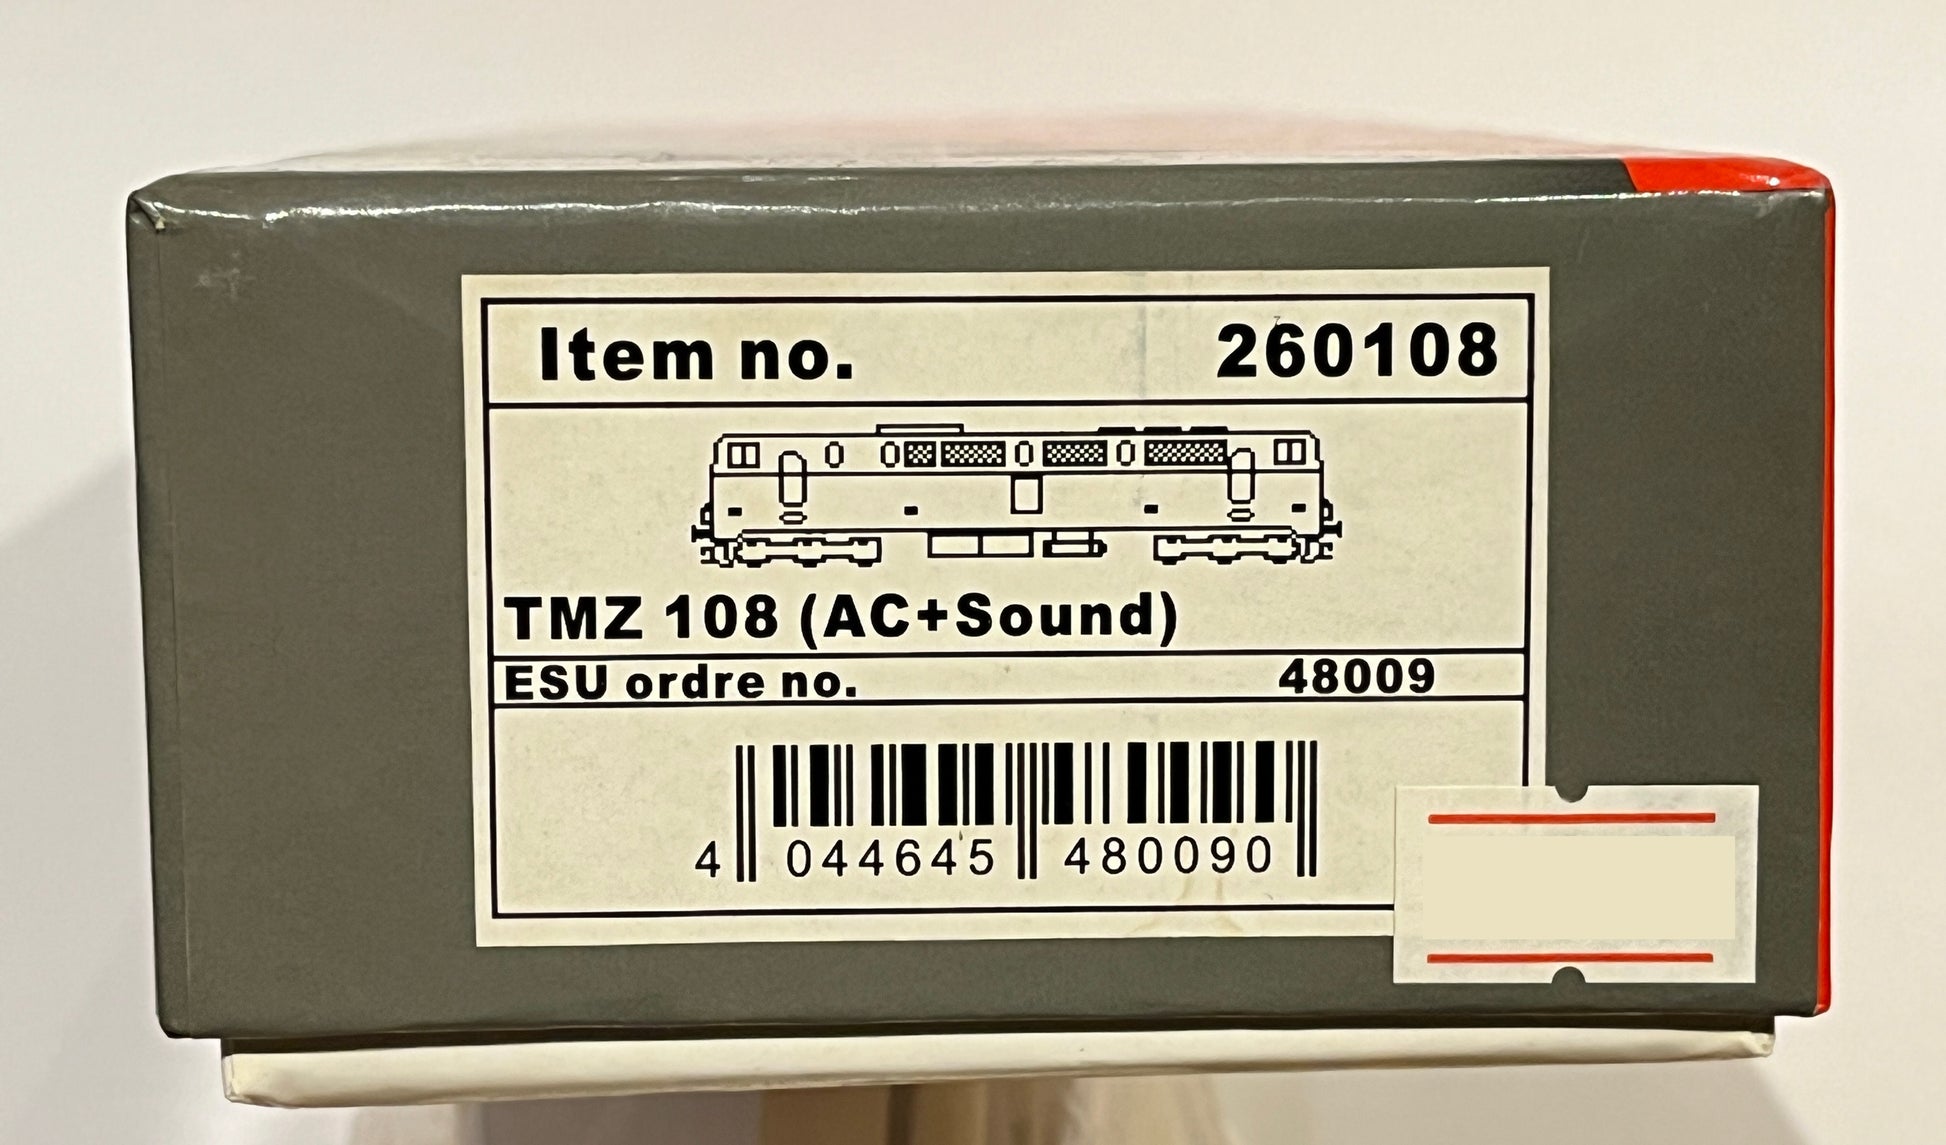 Item no. 260108
TMZ 108 (AC+Sound)
ESU ordre no. 48009
4 044645 480090